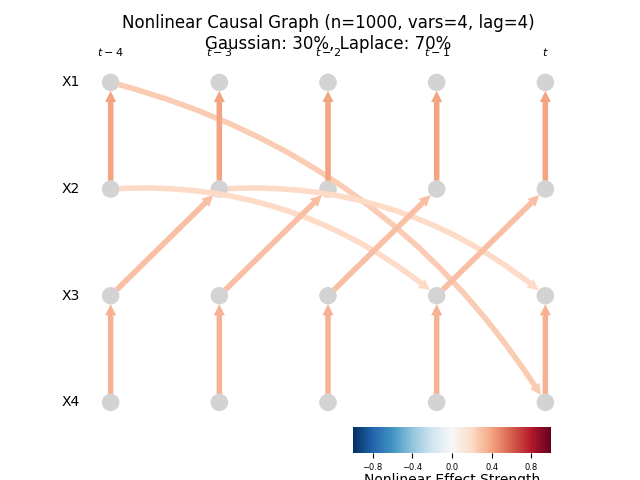 Nonlinear Causal Graph (n=1000, vars=4, lag=4)
Gaussian: 30%, Laplace: 70%
t − 4 t − 3 t − 2 t − 1 t
X1
X2
X3
X4
−0.8 −0.4 0.0 0.4 0.8
Nonlinear Effect Strength